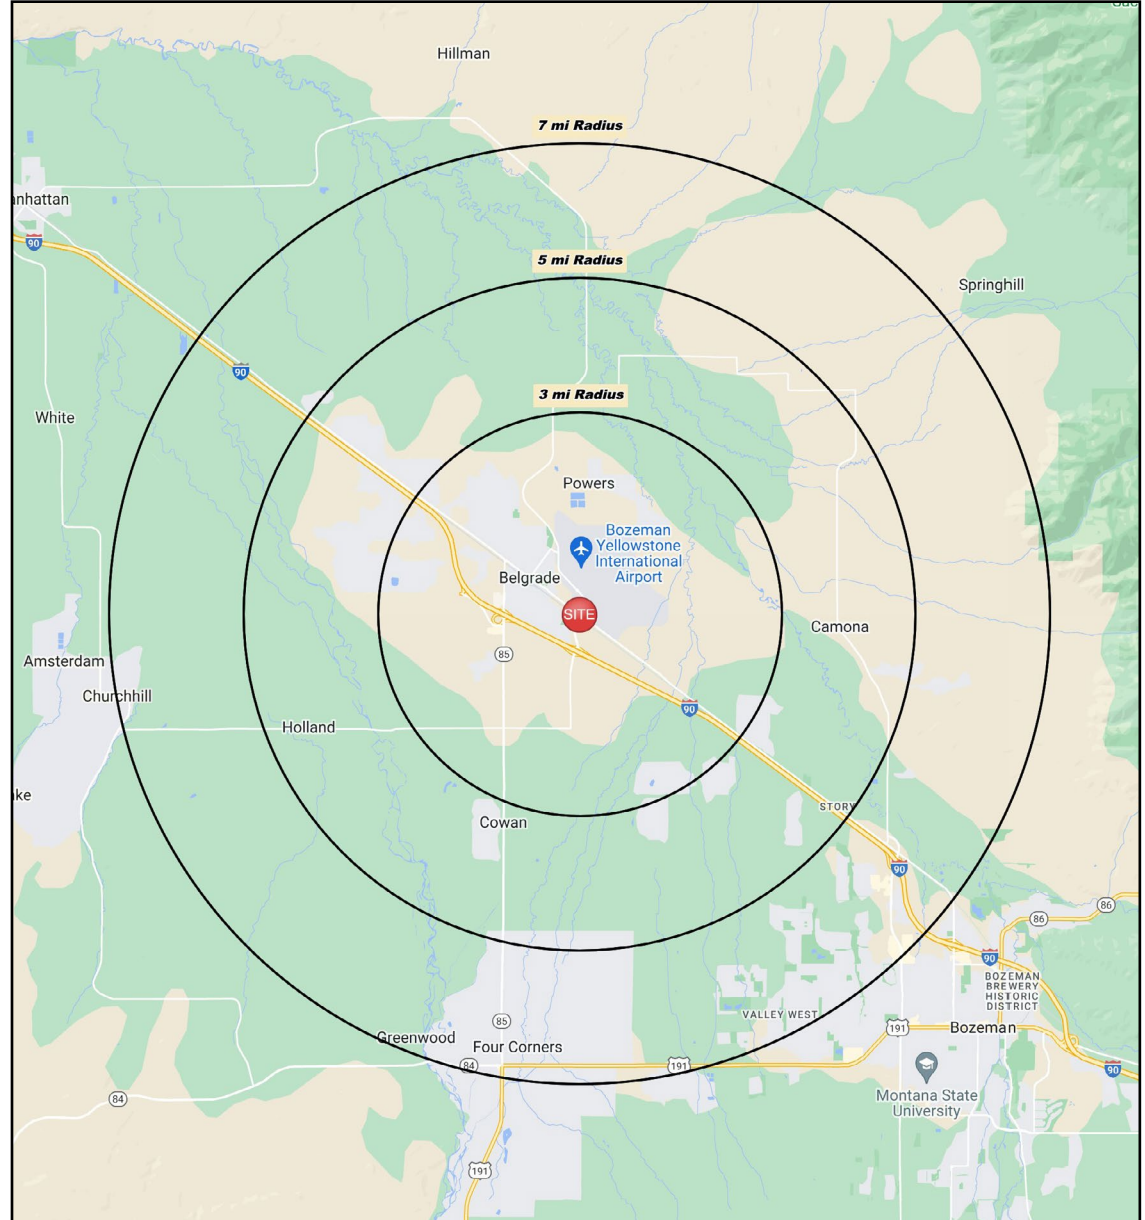 Hillman
7 mi Radius
anhattan
90
5 mi Radius
Springhill
90
3 mi Radius
White
Powers
Bozeman
Yellowstone
International
Airport
Belgrade
SITE
Camona
85
Amsterdam
Churchhill
90
Holland
ke
STORY
Cowan
90
86
86
90
BOZEMAN
BREWERY
HISTORIC
DISTRICT
VALLEY WEST
85
191
Bozeman
Greenwood
Four Corners
84
191
90
Montana State
University
84
191